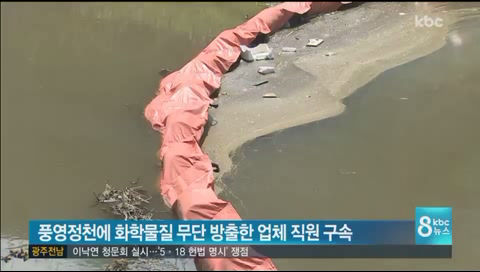 kbc
풍영정천에 화학물질 무단 방출한 업체 직원 구속
8 kbc 뉴스
광주전남 이낙연 청문회 실시…'5·18 헌법 명시' 쟁점